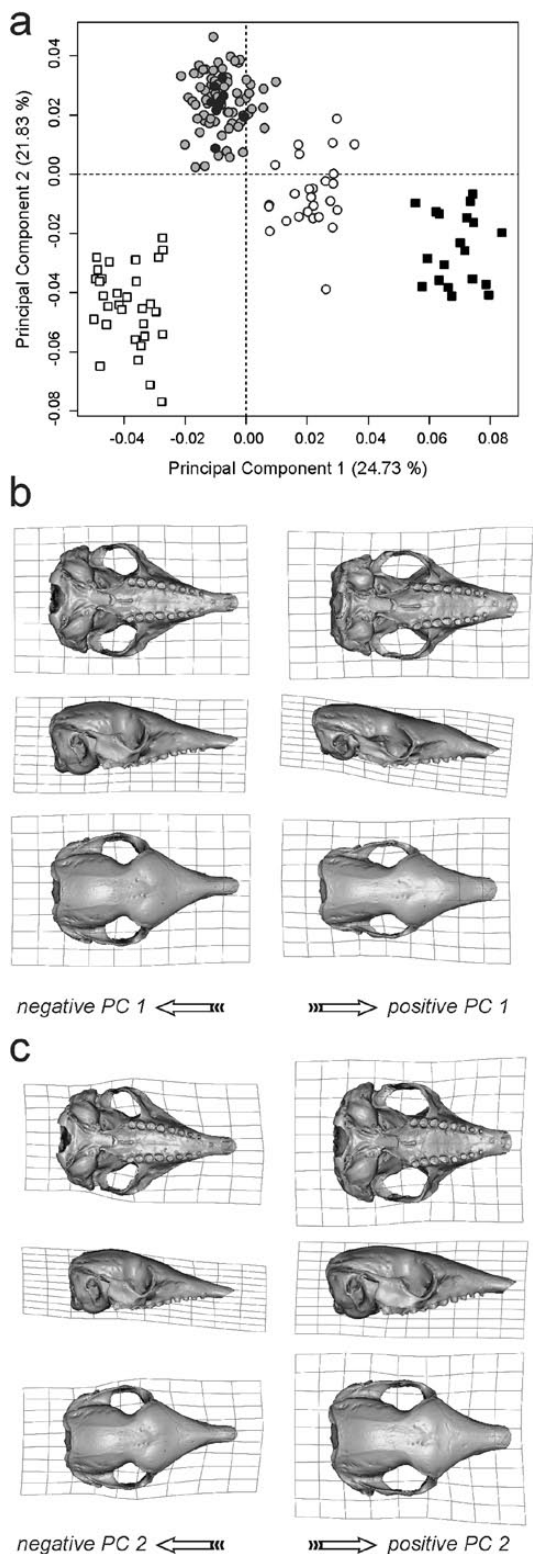 a
Principal Component 2 (21.83 %)
0.04
0.02
0.00
-0.02
-0.04
-0.06
-0.08
-0.04 -0.02 0.00 0.02 0.04 0.06 0.08
Principal Component 1 (24.73 %)
b
negative PC 1 positive PC 1
c
negative PC 2 positive PC 2